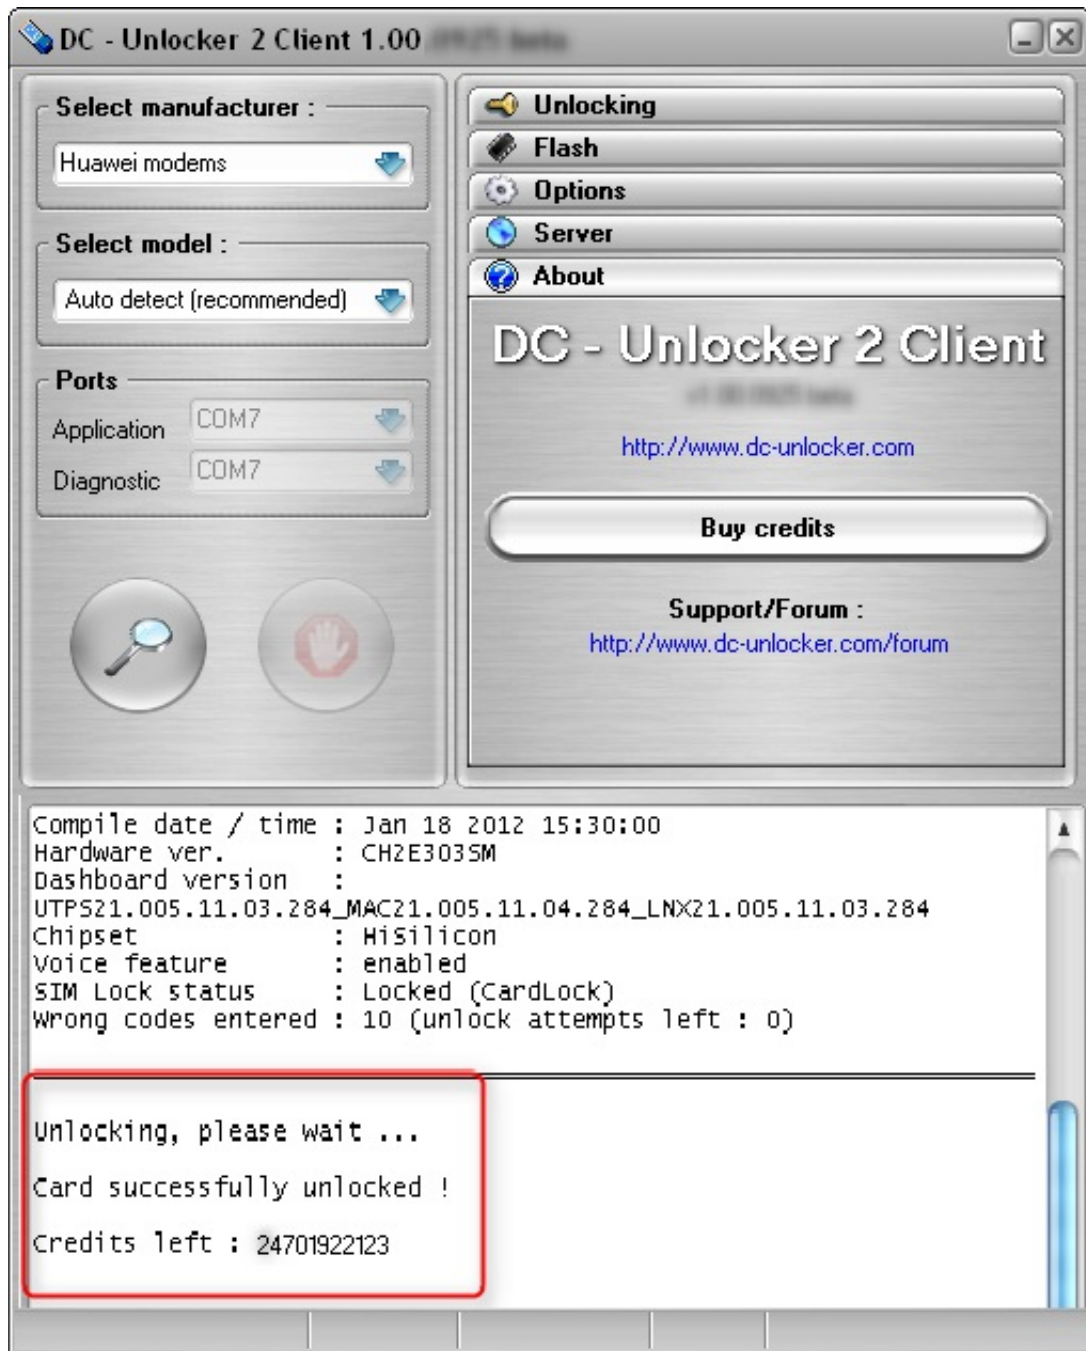 DC - Unlocker 2 Client 1.00
Select manufacturer :
Huawei modems
Select model :
Auto detect (recommended)
Ports
Application COM7
Diagnostic COM7
Unlocking
Flash
Options
Server
About
DC - Unlocker 2 Client
http://www.dc-unlocker.com
Buy credits
Support/Forum :
http://www.dc-unlocker.com/forum
Compile date / time : Jan 18 2012 15:30:00
Hardware ver. : CH2E303SM
Dashboard version :
UTPS21.005.11.03.284_MAC21.005.11.04.284_LNX21.005.11.03.284
Chipset : HiSilicon
Voice feature : enabled
SIM Lock status : Locked (CardLock)
Wrong codes entered : 10 (unlock attempts left : 0)
Unlocking, please wait ...
Card successfully unlocked !
Credits left : 24701922123